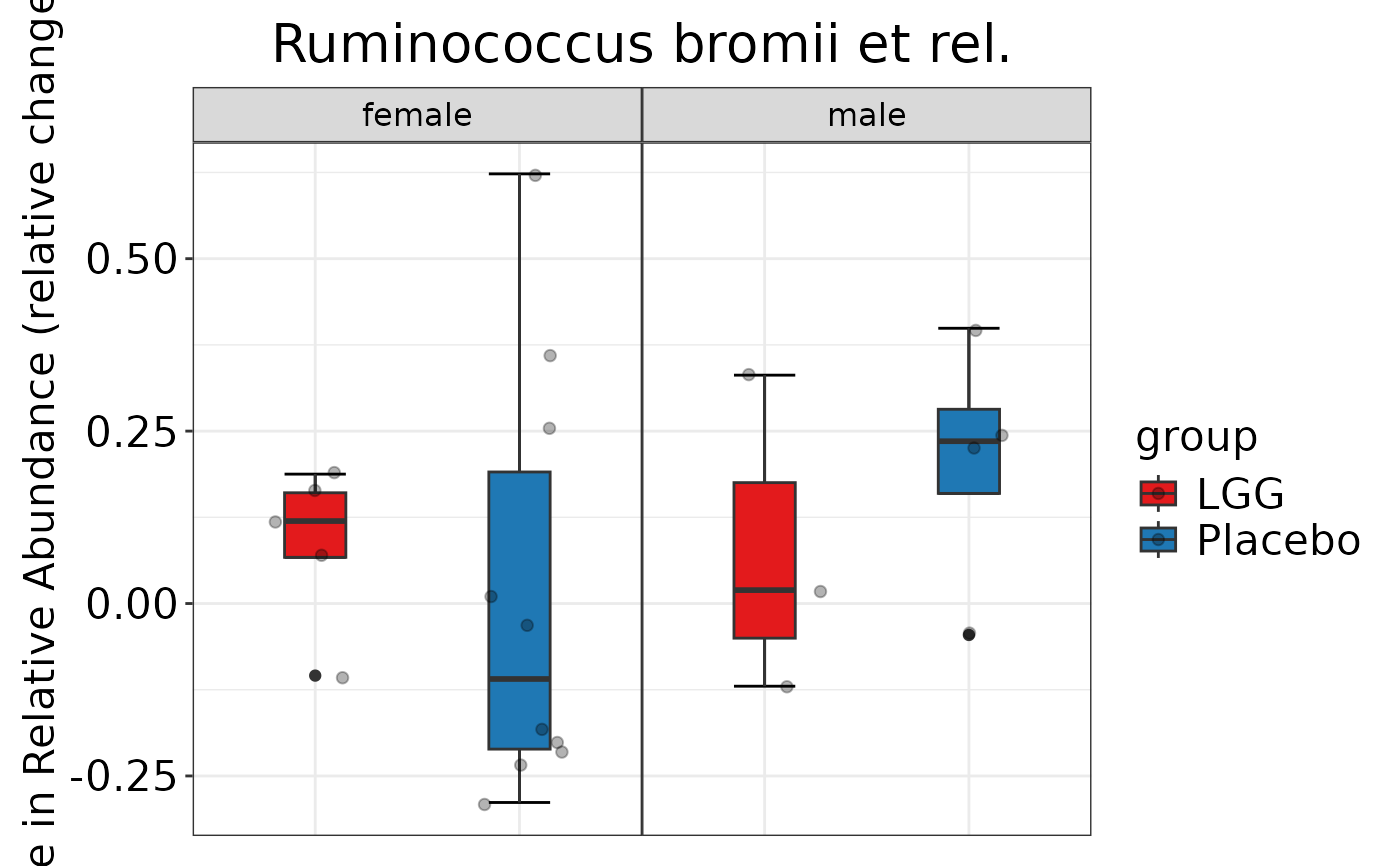 Ruminococcus bromii et rel.
female male
e in Relative Abundance (relative change
0.50
0.25
0.00
-0.25
group
LGG
Placebo